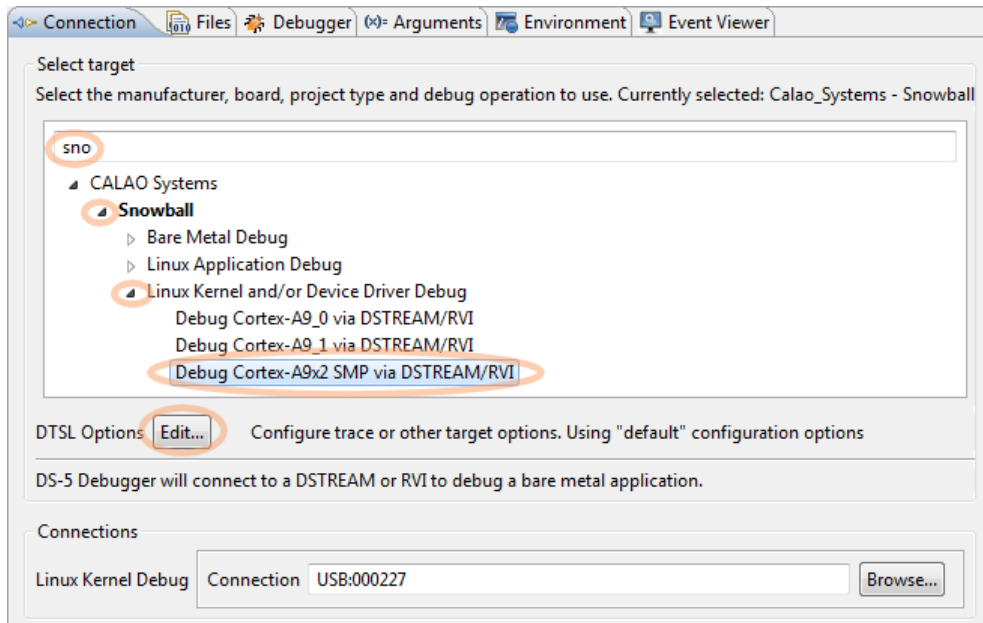 Connection Files Debugger (x)= Arguments Environment Event Viewer
Select target
Select the manufacturer, board, project type and debug operation to use. Currently selected: Calao_Systems - Snowball
sno
CALAO Systems
Snowball
Bare Metal Debug
Linux Application Debug
Linux Kernel and/or Device Driver Debug
Debug Cortex-A9_0 via DSTREAM/RVI
Debug Cortex-A9_1 via DSTREAM/RVI
Debug Cortex-A9x2 SMP via DSTREAM/RVI
DTSL Options Edit... Configure trace or other target options. Using "default" configuration options
DS-5 Debugger will connect to a DSTREAM or RVI to debug a bare metal application.
Connections
Linux Kernel Debug Connection USB:000227 Browse...